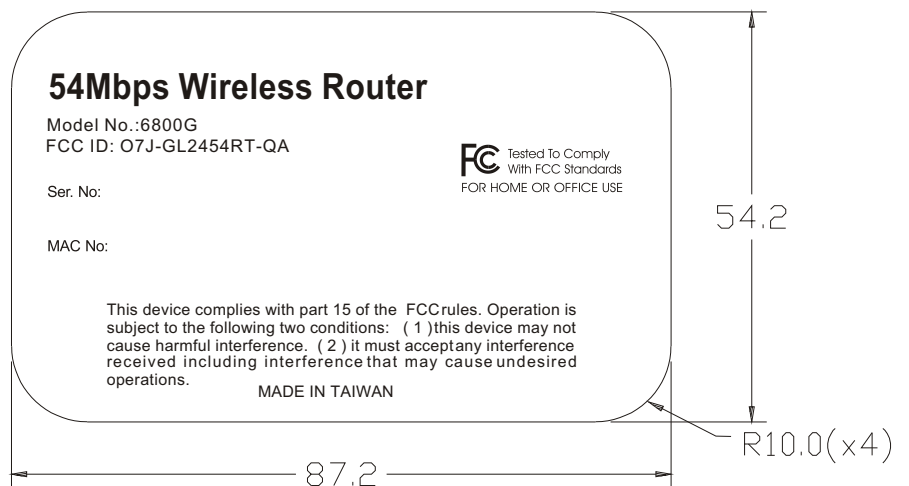 54Mbps Wireless Router
Model No.:6800G
FCC ID: O7J-GL2454RT-QA
FC Tested To Comply
With FCC Standards
FOR HOME OR OFFICE USE
Ser. No:
MAC No:
This device complies with part 15 of the FCC rules. Operation is
subject to the following two conditions: ( 1 ) this device may not
cause harmful interference. ( 2 ) it must accept any interference
received including interference that may cause undesired
operations.
MADE IN TAIWAN
54.2
R10.0(x4)
87.2